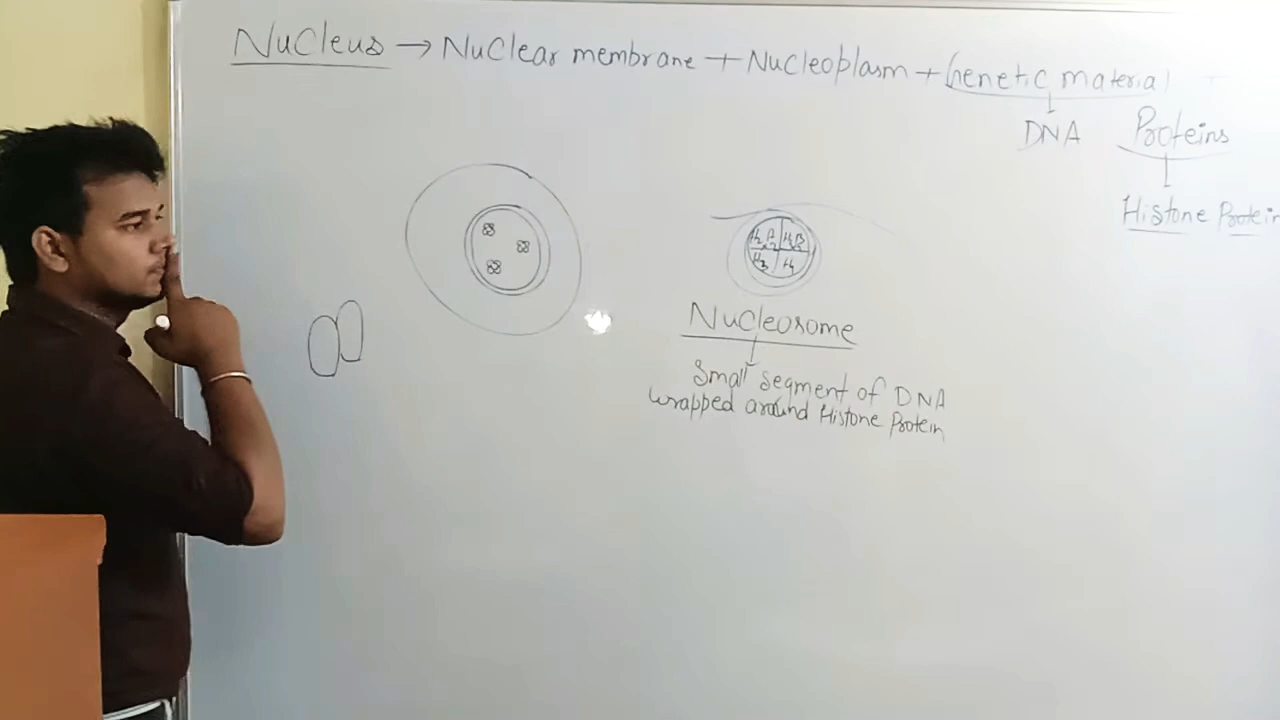 Nucleus → Nuclear membrane + Nucleoplasm + Genetic material +
DNA Proteins
Histone Protein
H2A H2B
H3 H4
Nucleosome
Small segment of DNA
wrapped around Histone Protein